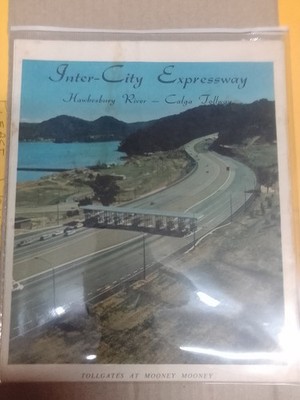 Inter-City Expressway
Hawkesbury River — Calga Tollway
TOLLGATES AT MOONEY MOONEY